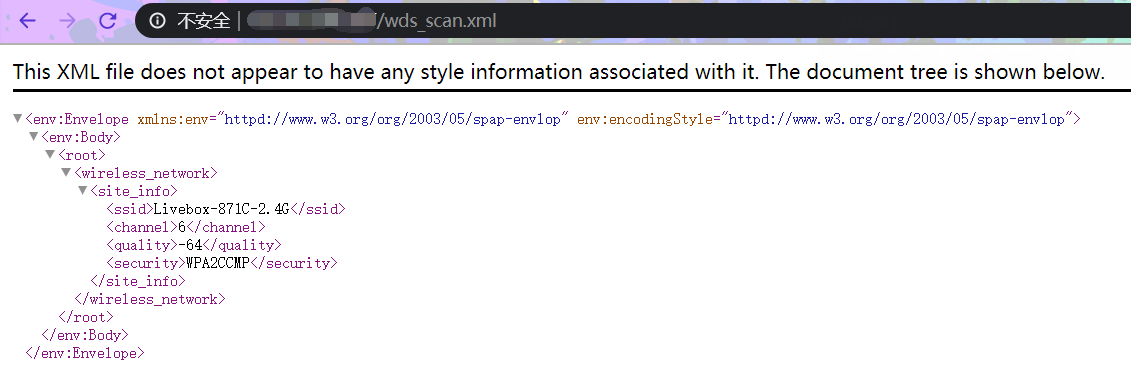 不安全 | /wds_scan.xml
This XML file does not appear to have any style information associated with it. The document tree is shown below.
<env:Envelope xmlns:env="httpd://www.w3.org/org/2003/05/spap-envlop" env:encodingStyle="httpd://www.w3.org/org/2003/05/spap-envlop">
<env:Body>
<root>
<wireless_network>
<site_info>
<ssid>Livebox-871C-2.4G</ssid>
<channel>6</channel>
<quality>-64</quality>
<security>WPA2CCMP</security>
</site_info>
</wireless_network>
</root>
</env:Body>
</env:Envelope>